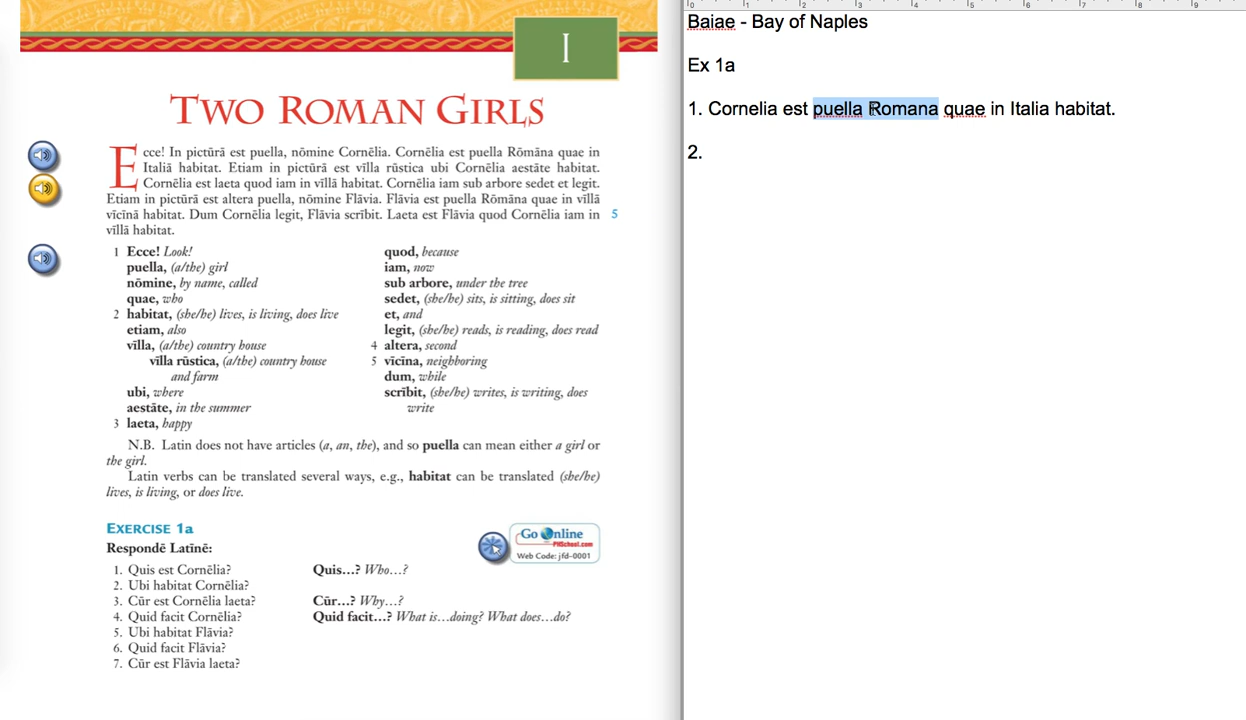 I
TWO ROMAN GIRLS
Ecce! In pictūrā est puella, nōmine Cornēlia. Cornēlia est puella Rōmāna quae in
Italiā habitat. Etiam in pictūrā est vīlla rūstica ubi Cornēlia aestāte habitat.
Cornēlia est laeta quod iam in vīllā habitat. Cornēlia iam sub arbore sedet et legit.
Etiam in pictūrā est altera puella, nōmine Flāvia. Flāvia est puella Rōmāna quae in vīllā
vīcīnā habitat. Dum Cornēlia legit, Flāvia scrībit. Laeta est Flāvia quod Cornēlia iam in 5
vīllā habitat.
1 Ecce! Look!
puella, (a/the) girl
nōmine, by name, called
quae, who
2 habitat, (she/he) lives, is living, does live
etiam, also
vīlla, (a/the) country house
vīlla rūstica, (a/the) country house
and farm
ubi, where
aestāte, in the summer
3 laeta, happy
quod, because
iam, now
sub arbore, under the tree
sedet, (she/he) sits, is sitting, does sit
et, and
legit, (she/he) reads, is reading, does read
4 altera, second
5 vīcīna, neighboring
dum, while
scrībit, (she/he) writes, is writing, does
write
N.B. Latin does not have articles (a, an, the), and so puella can mean either a girl or
the girl.
Latin verbs can be translated several ways, e.g., habitat can be translated (she/he)
lives, is living, or does live.
EXERCISE 1a
Respondē Latīnē:
1. Quis est Cornēlia? Quis...? Who...?
2. Ubi habitat Cornēlia?
3. Cūr est Cornēlia laeta? Cūr...? Why...?
4. Quid facit Cornēlia? Quid facit...? What is...doing? What does...do?
5. Ubi habitat Flāvia?
6. Quid facit Flāvia?
7. Cūr est Flāvia laeta?
Go Online
PHSchool.com
Web Code: jfd-0001
0 1 2 3 4 5 6 7 8 9
Baiae - Bay of Naples
Ex 1a
1. Cornelia est puella Romana quae in Italia habitat.
2.